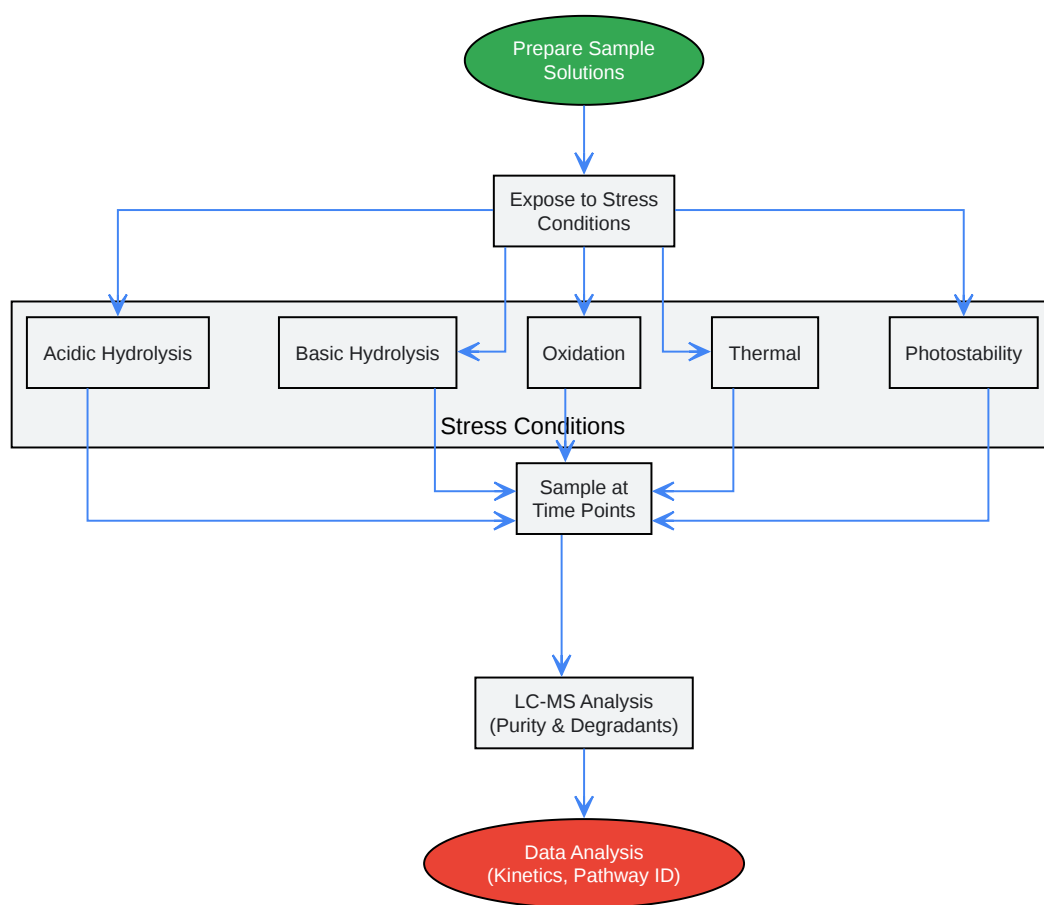 Prepare Sample
Solutions
Expose to Stress
Conditions
Acidic Hydrolysis
Basic Hydrolysis
Oxidation
Thermal
Photostability
Stress Conditions
Sample at
Time Points
LC-MS Analysis
(Purity & Degradants)
Data Analysis
(Kinetics, Pathway ID)